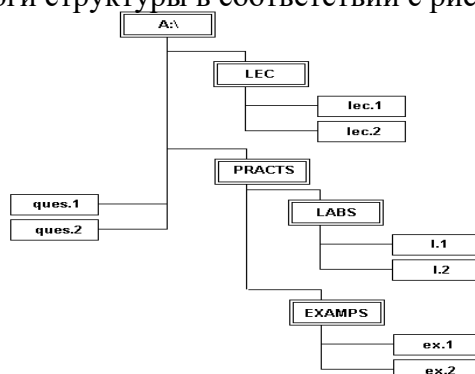 оги структуры в соответствии с рис
A:\
LEC
lec.1
lec.2
PRACTS
ques.1
ques.2
LABS
l.1
l.2
EXAMPS
ex.1
ex.2